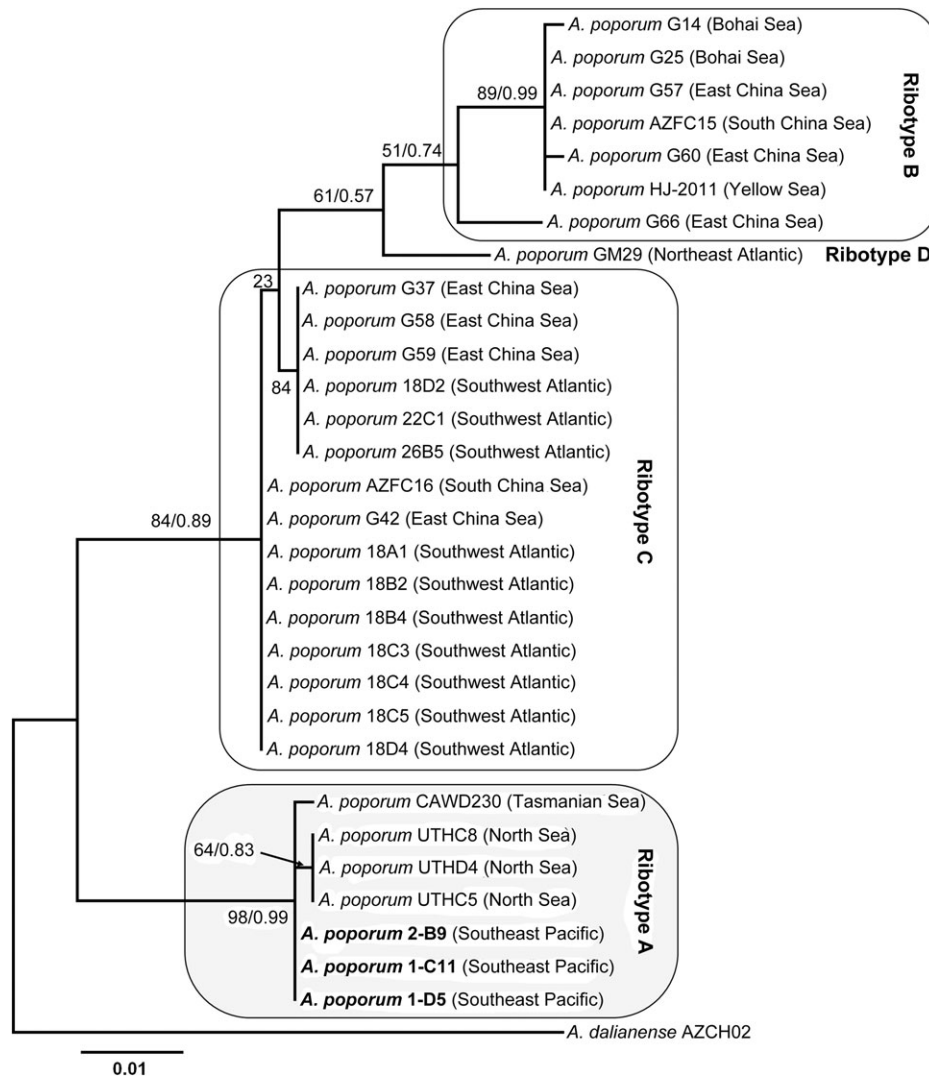 A. poporum G14 (Bohai Sea)
A. poporum G25 (Bohai Sea)
89/0.99
A. poporum G57 (East China Sea)
A. poporum AZFC15 (South China Sea)
51/0.74
A. poporum G60 (East China Sea)
61/0.57
A. poporum HJ-2011 (Yellow Sea)
A. poporum G66 (East China Sea)
Ribotype B
A. poporum GM29 (Northeast Atlantic) Ribotype D
23
A. poporum G37 (East China Sea)
A. poporum G58 (East China Sea)
A. poporum G59 (East China Sea)
84
A. poporum 18D2 (Southwest Atlantic)
A. poporum 22C1 (Southwest Atlantic)
A. poporum 26B5 (Southwest Atlantic)
A. poporum AZFC16 (South China Sea)
84/0.89
A. poporum G42 (East China Sea)
A. poporum 18A1 (Southwest Atlantic)
A. poporum 18B2 (Southwest Atlantic)
A. poporum 18B4 (Southwest Atlantic)
A. poporum 18C3 (Southwest Atlantic)
A. poporum 18C4 (Southwest Atlantic)
A. poporum 18C5 (Southwest Atlantic)
A. poporum 18D4 (Southwest Atlantic)
Ribotype C
A. poporum CAWD230 (Tasmanian Sea)
A. poporum UTHC8 (North Sea)
64/0.83
A. poporum UTHD4 (North Sea)
A. poporum UTHC5 (North Sea)
98/0.99
A. poporum 2-B9 (Southeast Pacific)
A. poporum 1-C11 (Southeast Pacific)
A. poporum 1-D5 (Southeast Pacific)
Ribotype A
A. dalianense AZCH02
0.01